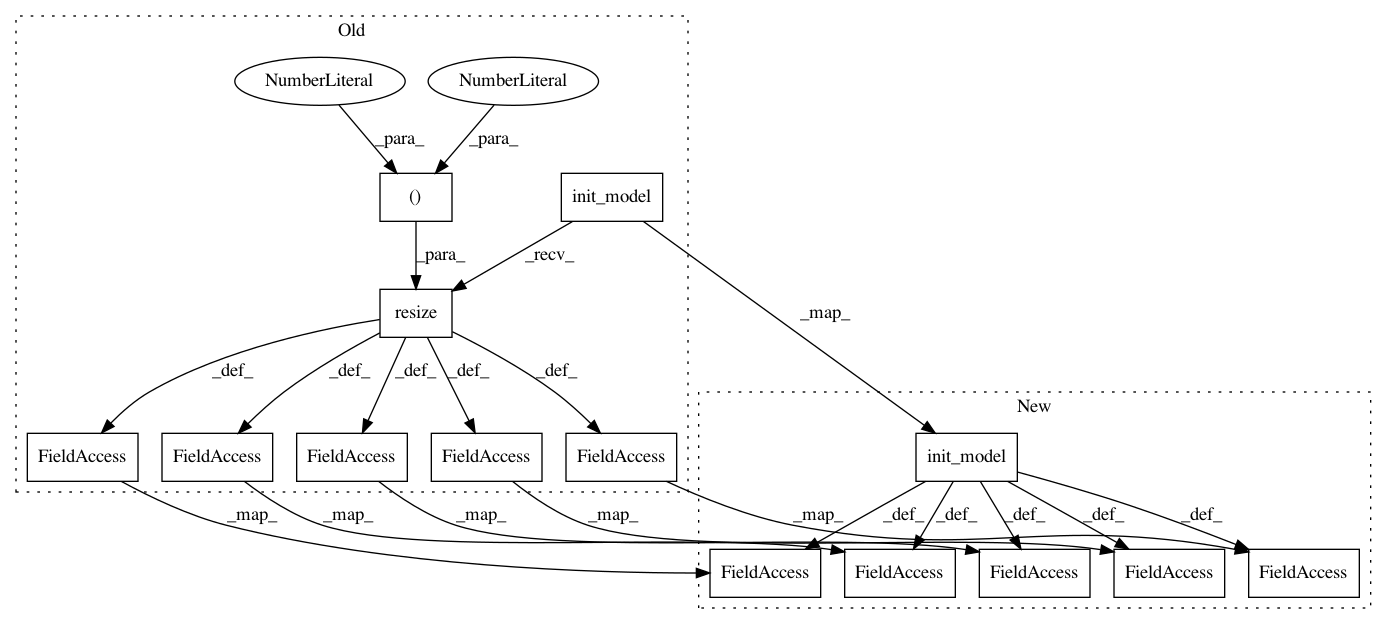 Old
NumberLiteral NumberLiteral
_para_ _para_
() init_model
_para_ _recv_
_map_
resize
_def_ _def_ _def_ _def_ _def_
New
FieldAccess FieldAccess FieldAccess FieldAccess FieldAccess init_model
_map_ _map_ _map_ _map_ _map_ _def_ _def_ _def_ _def_ _def_
FieldAccess FieldAccess FieldAccess FieldAccess FieldAccess